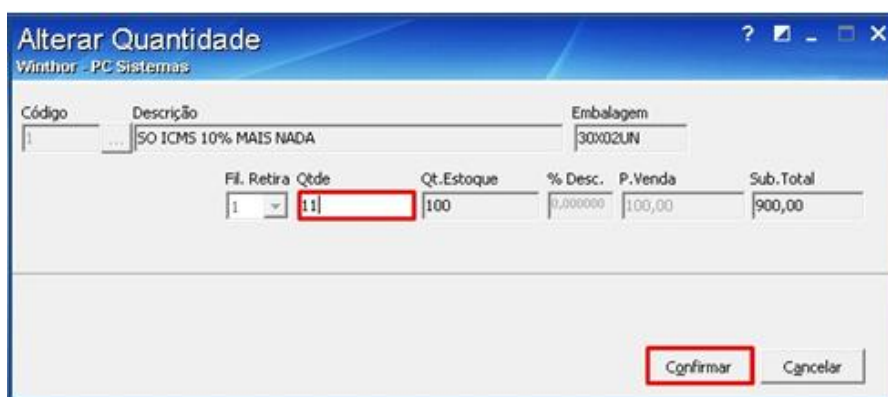 Alterar Quantidade
Winthor - PC Sistemas
Código Descrição Embalagem
1 ... SO ICMS 10% MAIS NADA 30X02UN
Fil. Retira Qtde Qt.Estoque % Desc. P.Venda Sub.Total
1 11 100 0,000000 100,00 900,00
Confirmar Cancelar